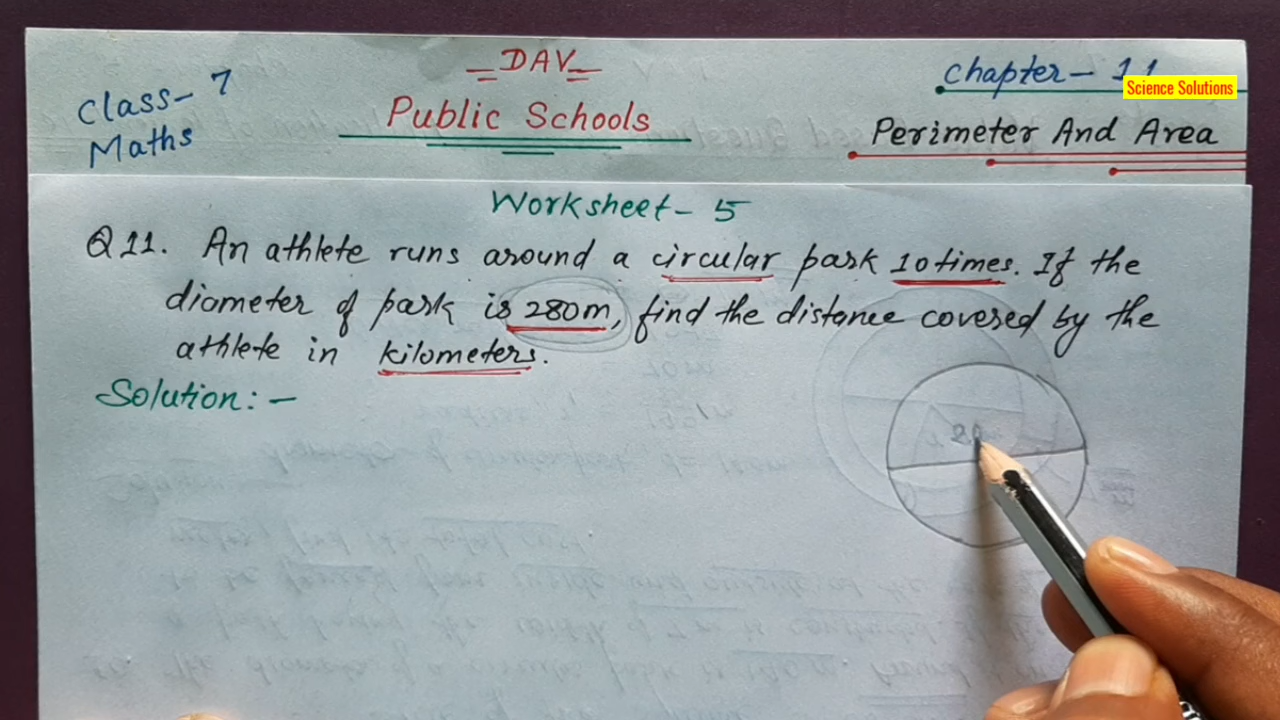 DAV
Class- 7
Maths
Public Schools
Chapter- 11
Science Solutions
Perimeter And Area
Worksheet- 5
Q11. An athlete runs around a circular park 10 times. If the
diameter of park is 280m, find the distance covered by the
athlete in kilometers.
Solution:-